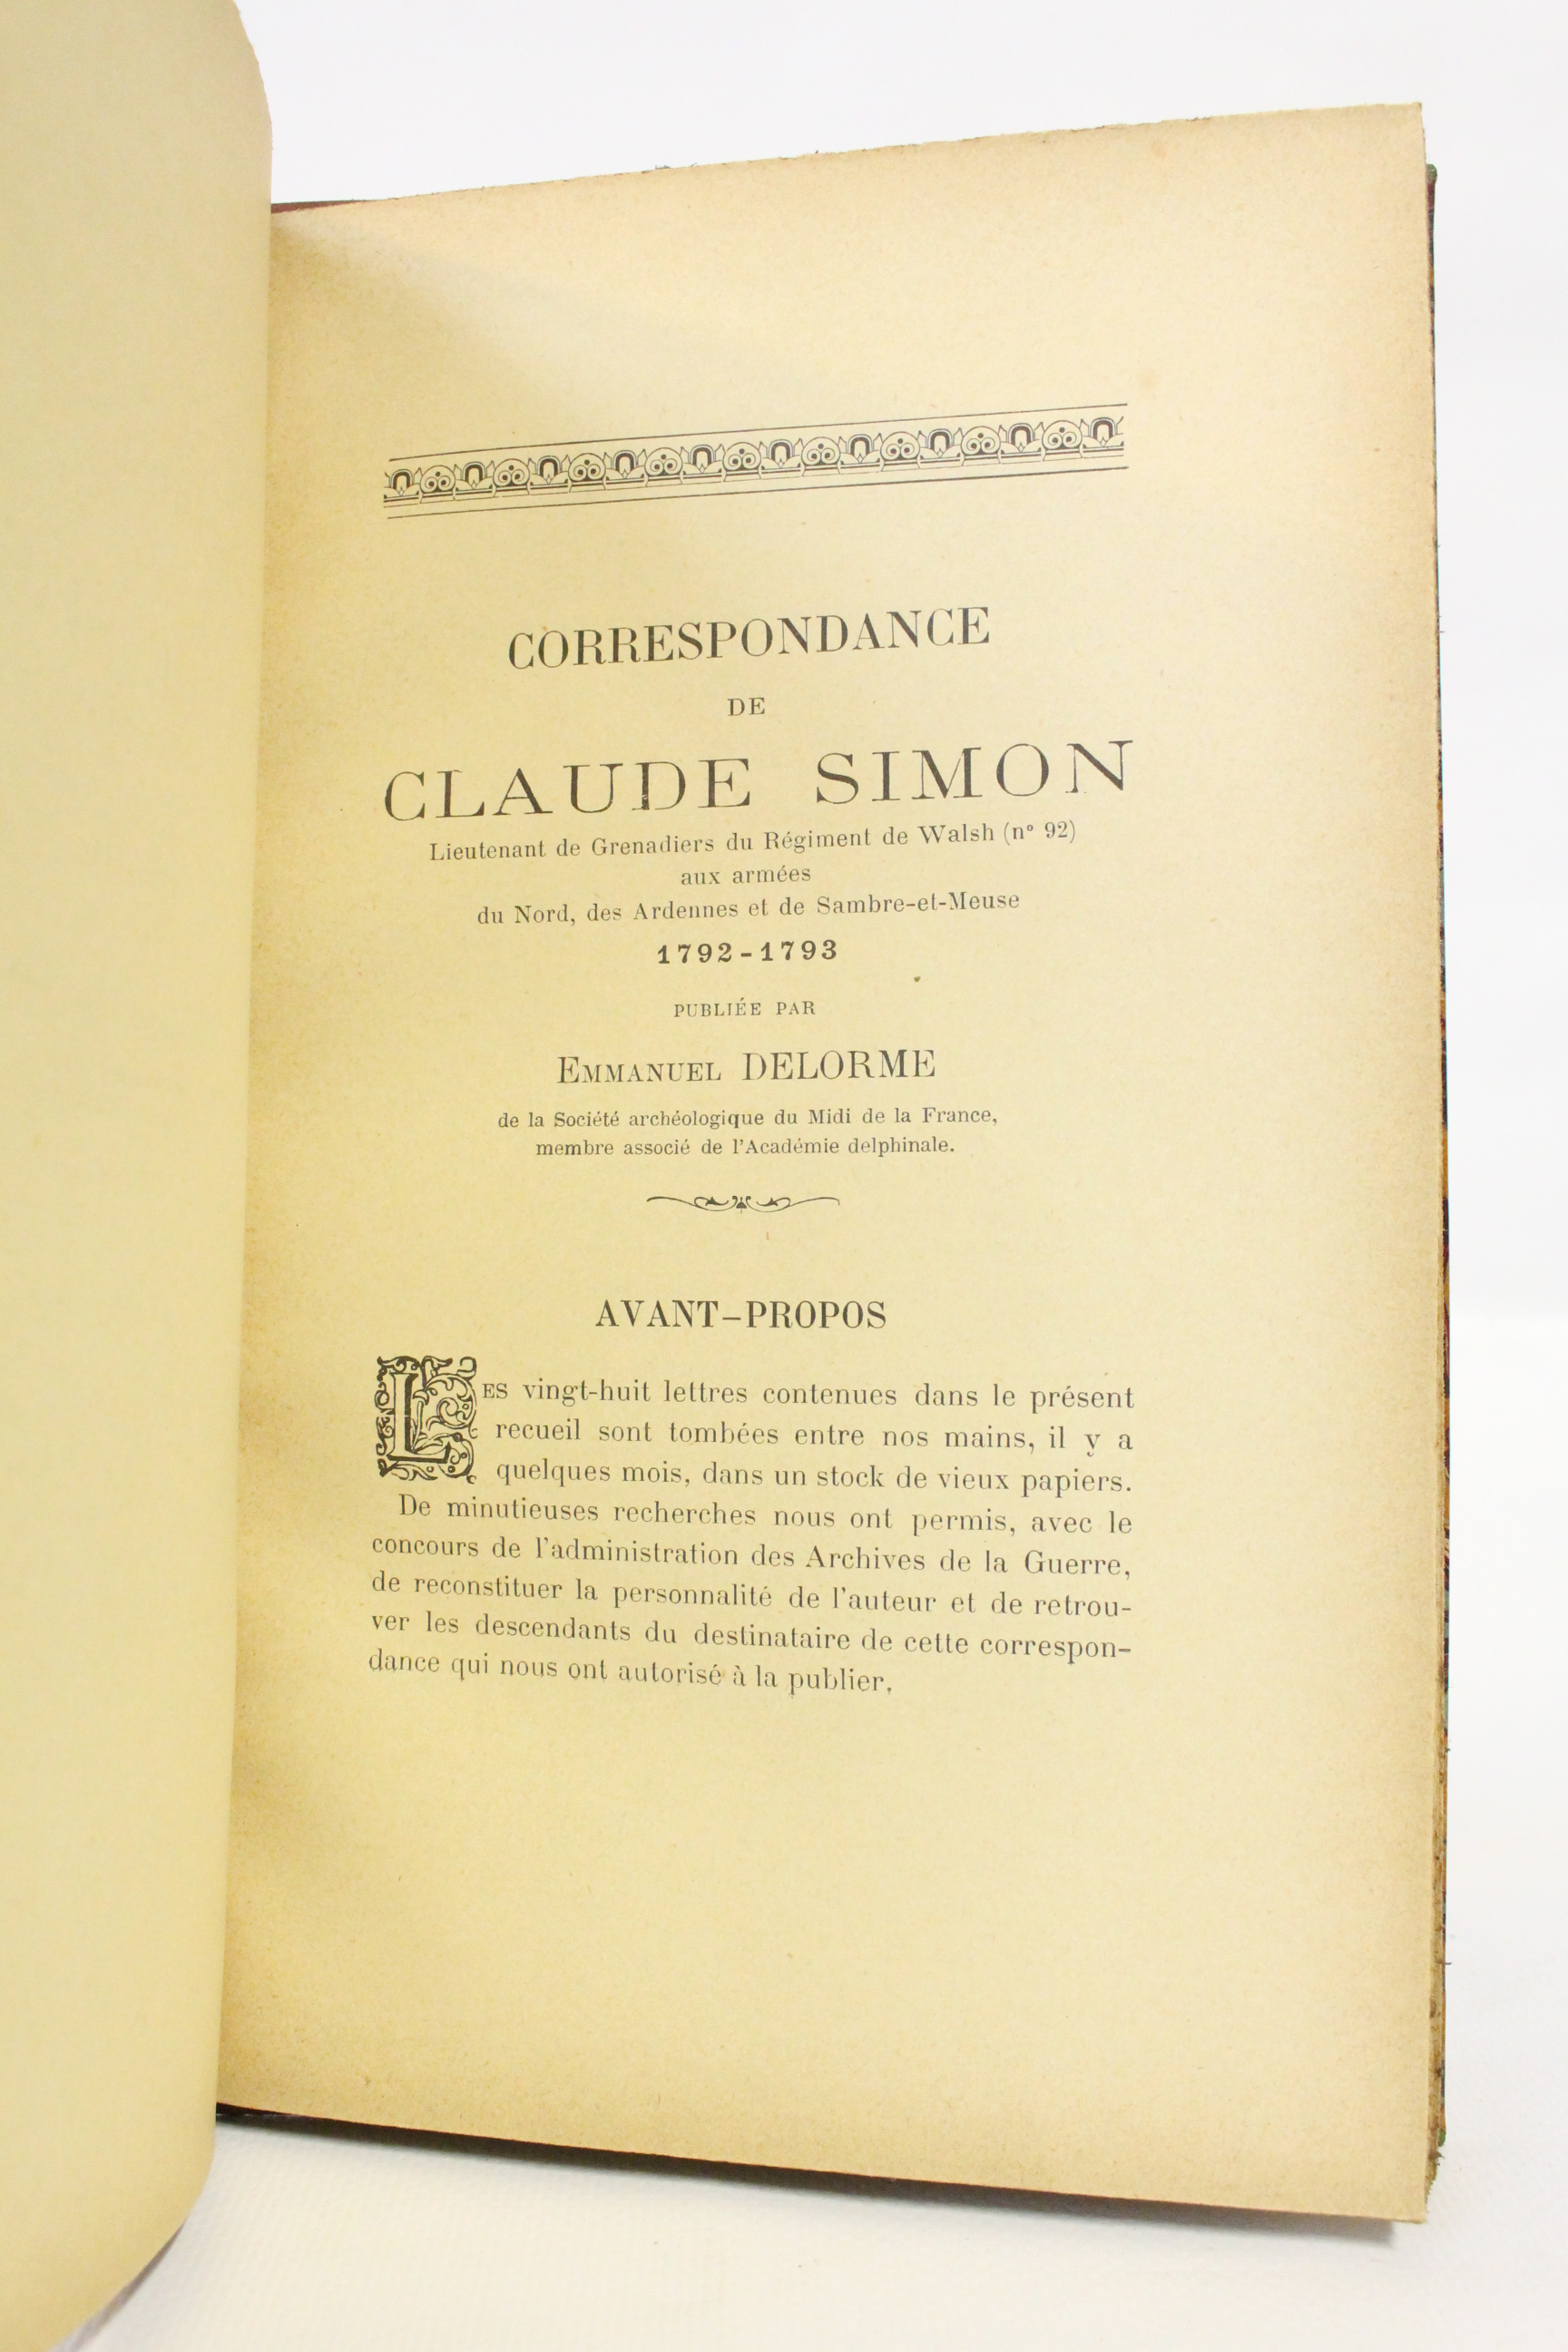 CORRESPONDANCE
DE
CLAUDE SIMON
Lieutenant de Grenadiers du Régiment de Walsh (n° 92)
aux armées
du Nord, des Ardennes et de Sambre-et-Meuse
1792-1793
PUBLIÉE PAR
EMMANUEL DELORME
de la Société archéologique du Midi de la France,
membre associé de l'Académie delphinale.
AVANT-PROPOS
LES vingt-huit lettres contenues dans le présent
recueil sont tombées entre nos mains, il y a
quelques mois, dans un stock de vieux papiers.
De minutieuses recherches nous ont permis, avec le
concours de l'administration des Archives de la Guerre,
de reconstituer la personnalité de l'auteur et de retrou-
ver les descendants du destinataire de cette correspon-
dance qui nous ont autorisé à la publier.